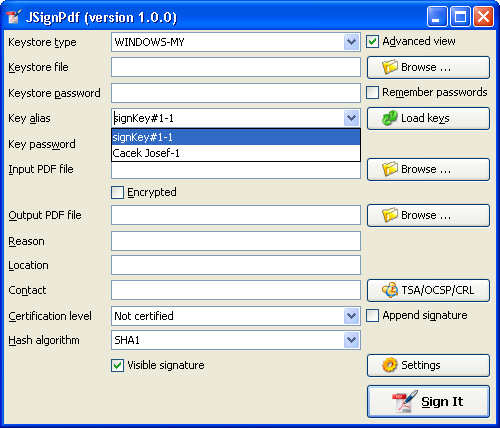 JSignPdf (version 1.0.0)
Keystore type WINDOWS-MY Advanced view
Keystore file Browse ...
Keystore password Remember passwords
Key alias signKey#1-1 Load keys
signKey#1-1
Key password
Cacek Josef-1
Input PDF file Browse ...
Encrypted
Output PDF file Browse ...
Reason
Location
Contact TSA/OCSP/CRL
Certification level Not certified Append signature
Hash algorithm SHA1
Visible signature Settings
Sign It